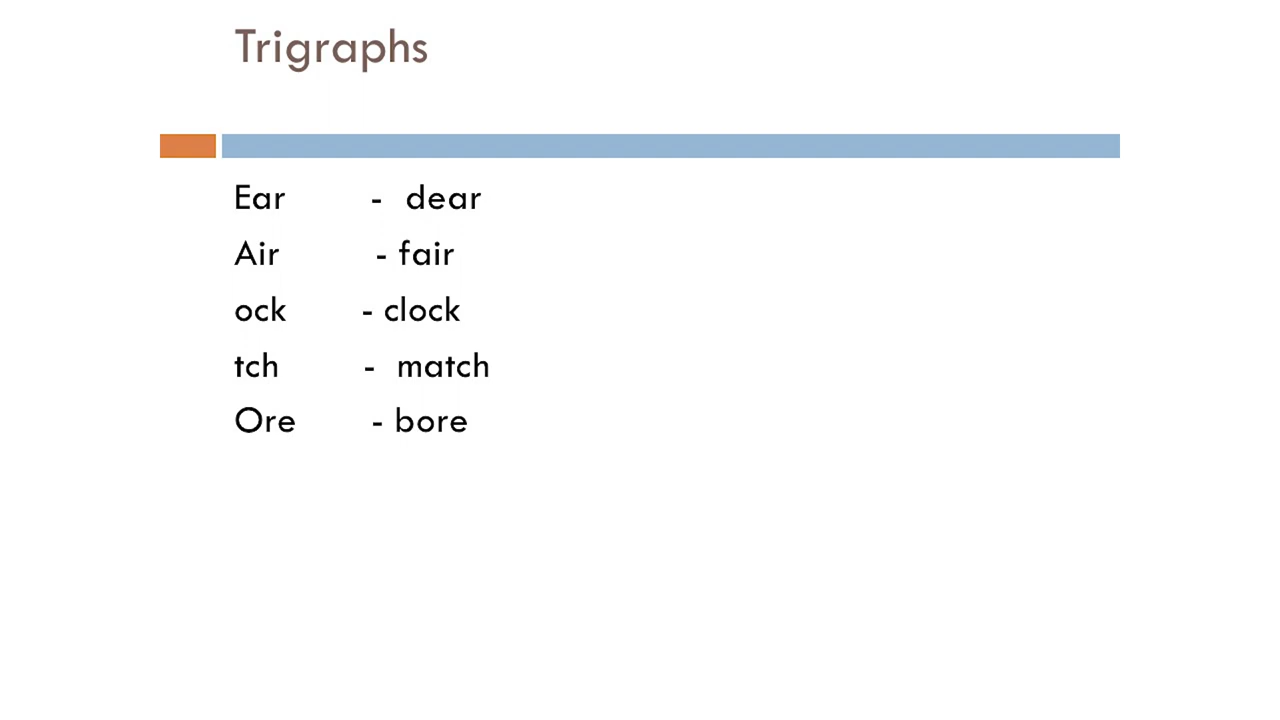 Trigraphs
Ear - dear
Air - fair
ock - clock
tch - match
Ore - bore